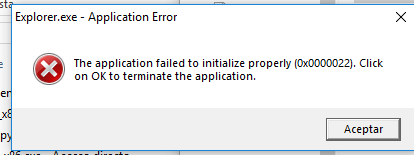 sta
Explorer.exe - Application Error
The application failed to initialize properly (0x0000022). Click
on OK to terminate the application.
Aceptar